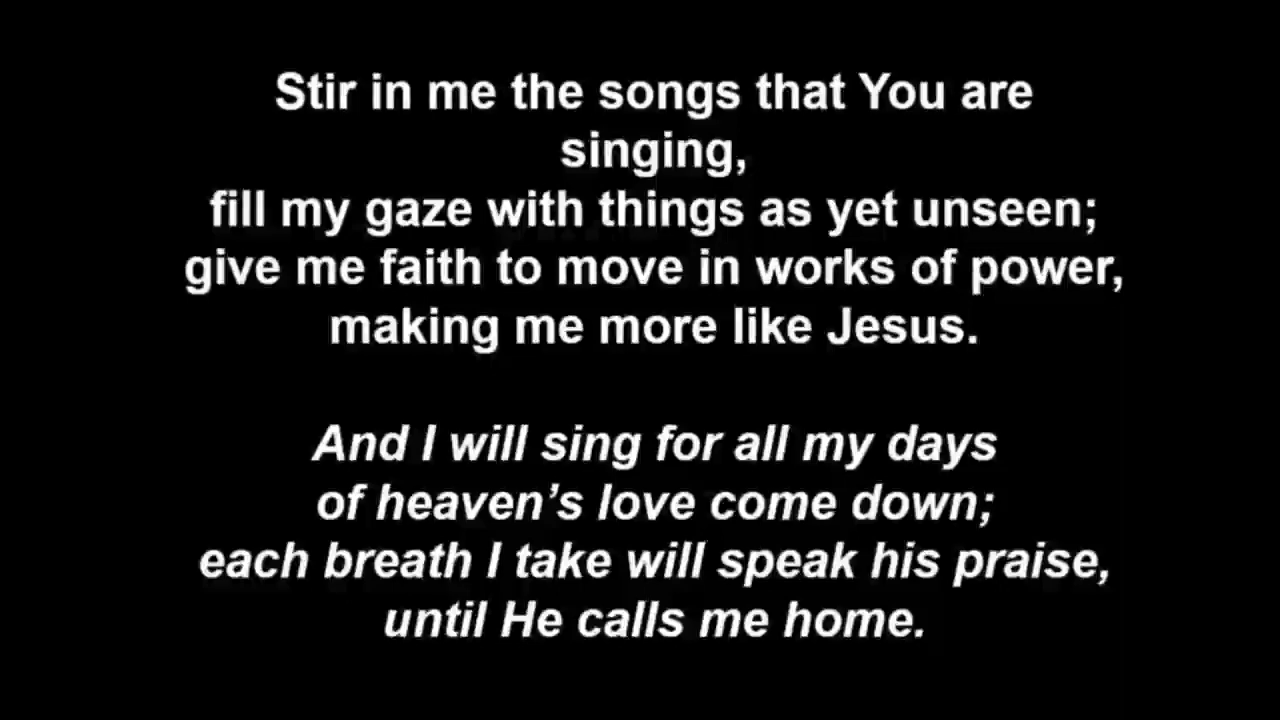 Stir in me the songs that You are
singing,
fill my gaze with things as yet unseen;
give me faith to move in works of power,
making me more like Jesus.
And I will sing for all my days
of heaven’s love come down;
each breath I take will speak his praise,
until He calls me home.